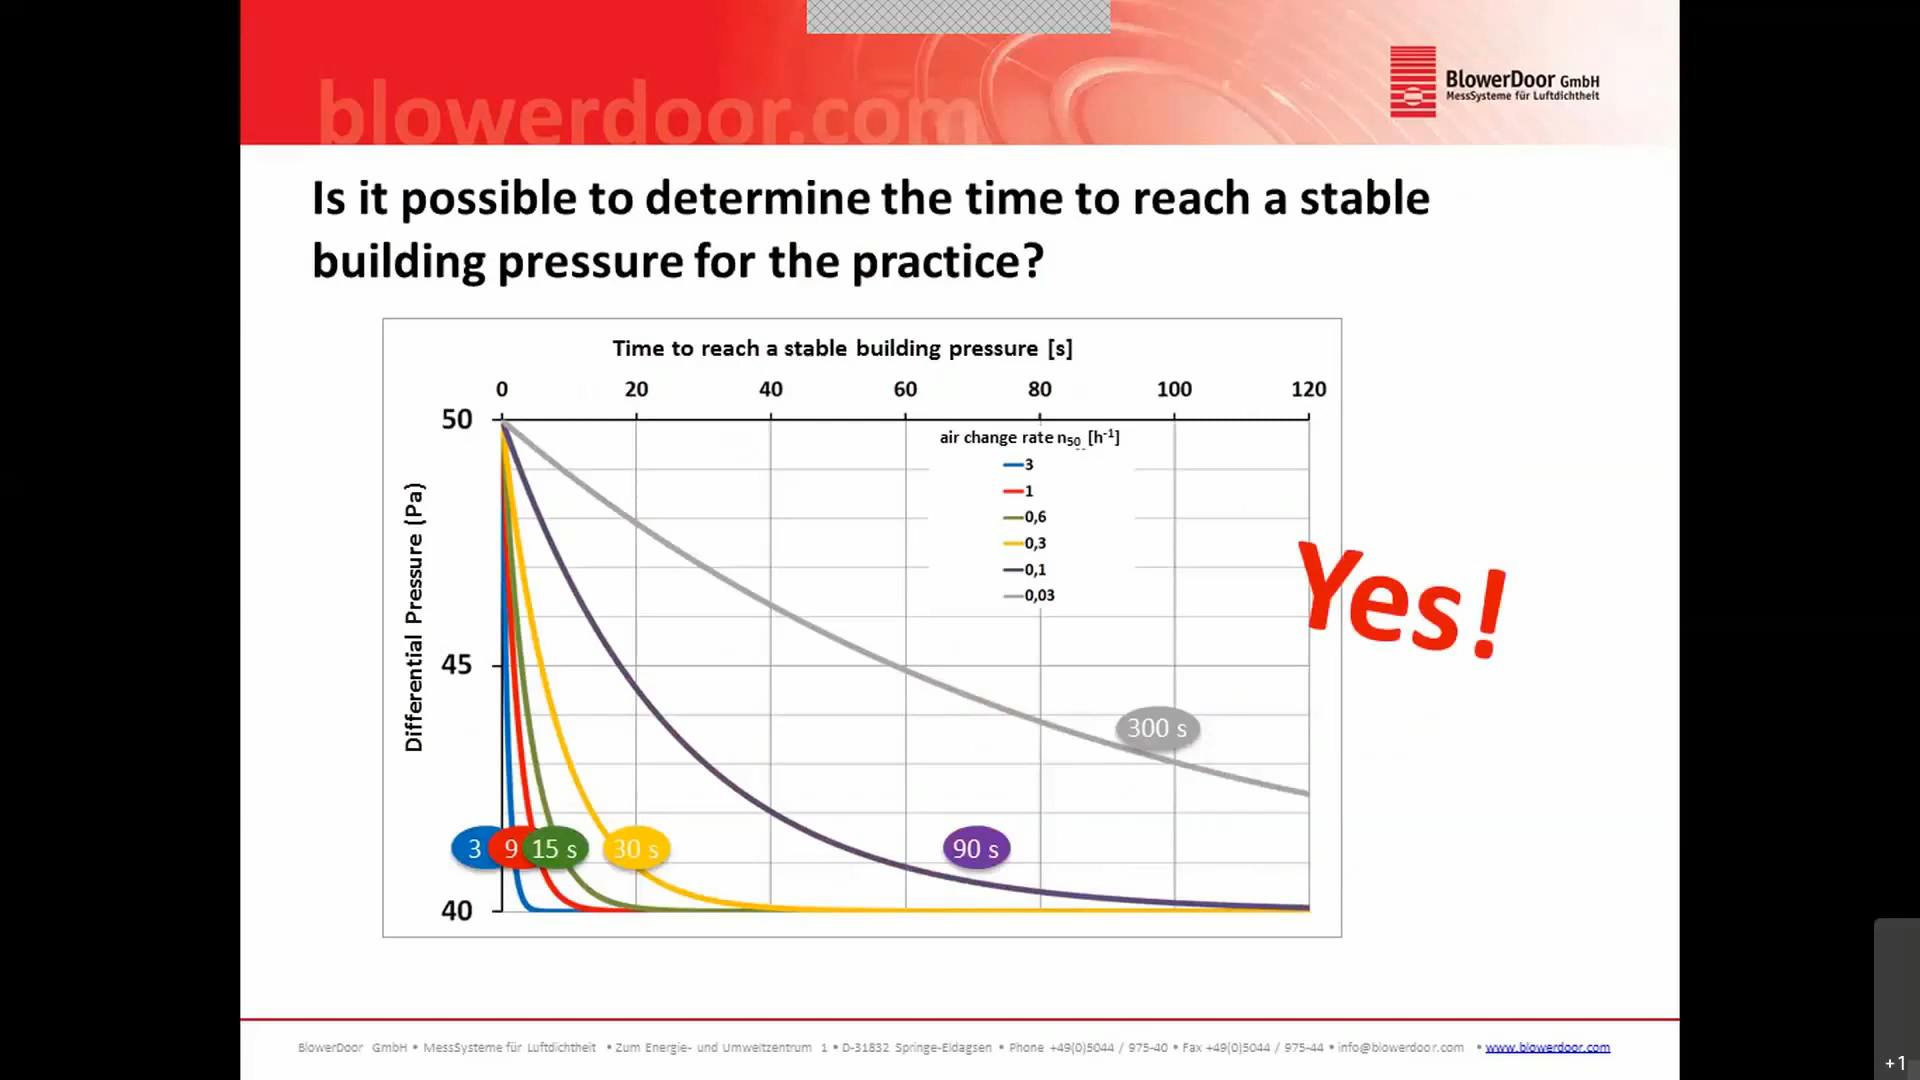 blowerdoor.com
BlowerDoor GmbH
MessSysteme für Luftdichtheit
Is it possible to determine the time to reach a stable
building pressure for the practice?
Time to reach a stable building pressure [s]
0 20 40 60 80 100 120
50
45
40
Differential Pressure (Pa)
air change rate n50 [h-1]
3
1
0,6
0,3
0,1
0,03
Yes!
300 s
3 9 15 s 30 s 90 s
BlowerDoor GmbH • MessSysteme für Luftdichtheit • Zum Energie- und Umweltzentrum 1 • D-31832 Springe-Eldagsen • Phone +49(0)5044 / 975-40 • Fax +49(0)5044 / 975-44 • info@blowerdoor.com • www.blowerdoor.com
+1